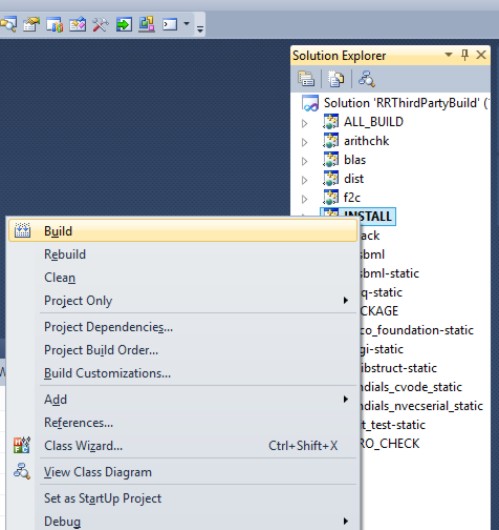 Solution Explorer
Solution 'RRThirdPartyBuild' (
ALL_BUILD
arithchk
blas
dist
f2c
INSTALL
ack
sbml
sbml-static
q-static
CKAGE
co_foundation-static
gi-static
ibstruct-static
ndials_cvode_static
ndials_nvecserial_static
t_test-static
RO_CHECK
Build
Rebuild
Clean
Project Only
Project Dependencies...
Project Build Order...
Build Customizations...
Add
References...
Class Wizard... Ctrl+Shift+X
View Class Diagram
Set as StartUp Project
Debug